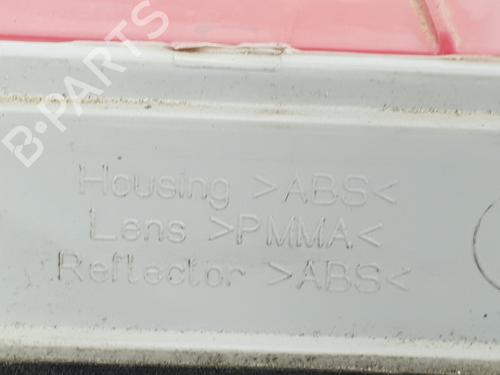 B-PARTS
Housing >ABS<
Lens >PMMA<
Reflector >ABS<